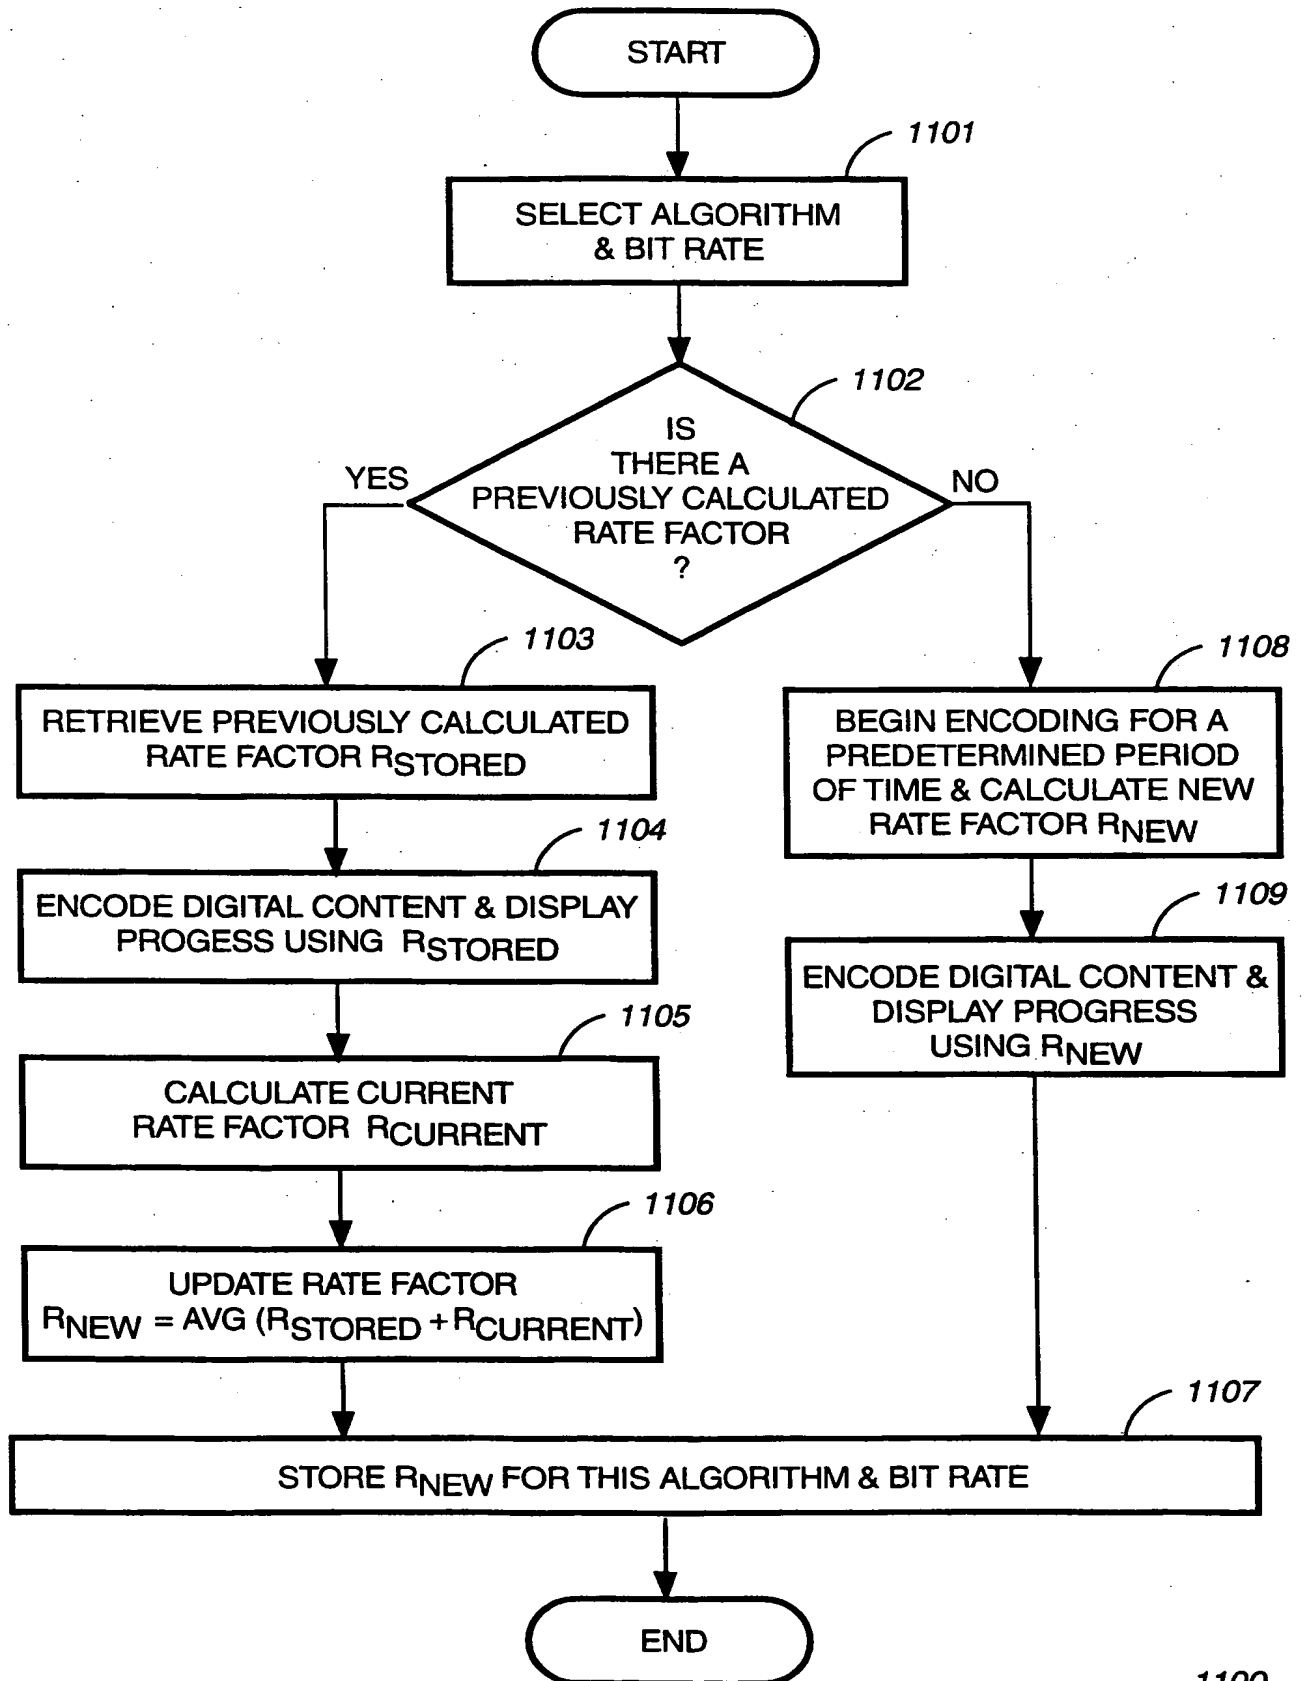 START
1101
SELECT ALGORITHM
& BIT RATE
1102
IS
THERE A
PREVIOUSLY CALCULATED
RATE FACTOR
?
YES
NO
1103
RETRIEVE PREVIOUSLY CALCULATED
RATE FACTOR RSTORED
1104
ENCODE DIGITAL CONTENT & DISPLAY
PROGESS USING RSTORED
1105
CALCULATE CURRENT
RATE FACTOR RCURRENT
1106
UPDATE RATE FACTOR
RNEW = AVG (RSTORED + RCURRENT)
1108
BEGIN ENCODING FOR A
PREDETERMINED PERIOD
OF TIME & CALCULATE NEW
RATE FACTOR RNEW
1109
ENCODE DIGITAL CONTENT &
DISPLAY PROGRESS
USING RNEW
1107
STORE RNEW FOR THIS ALGORITHM & BIT RATE
END